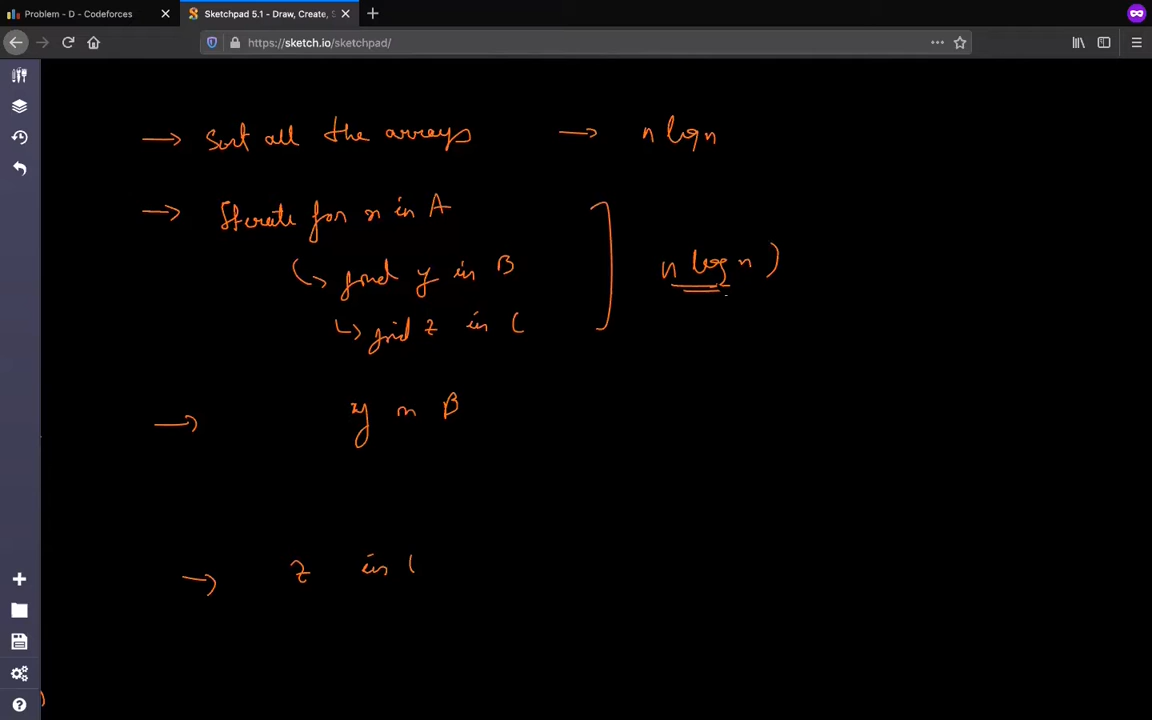 Problem - D - Codeforces
Sketchpad 5.1 - Draw, Create, S
https://sketch.io/sketchpad/
→ Sort all the arrays → n log n
→ Iterate for x in A
↳ find y in B
n log n )
↳ find z in C
→ y in B
→ z in C
)